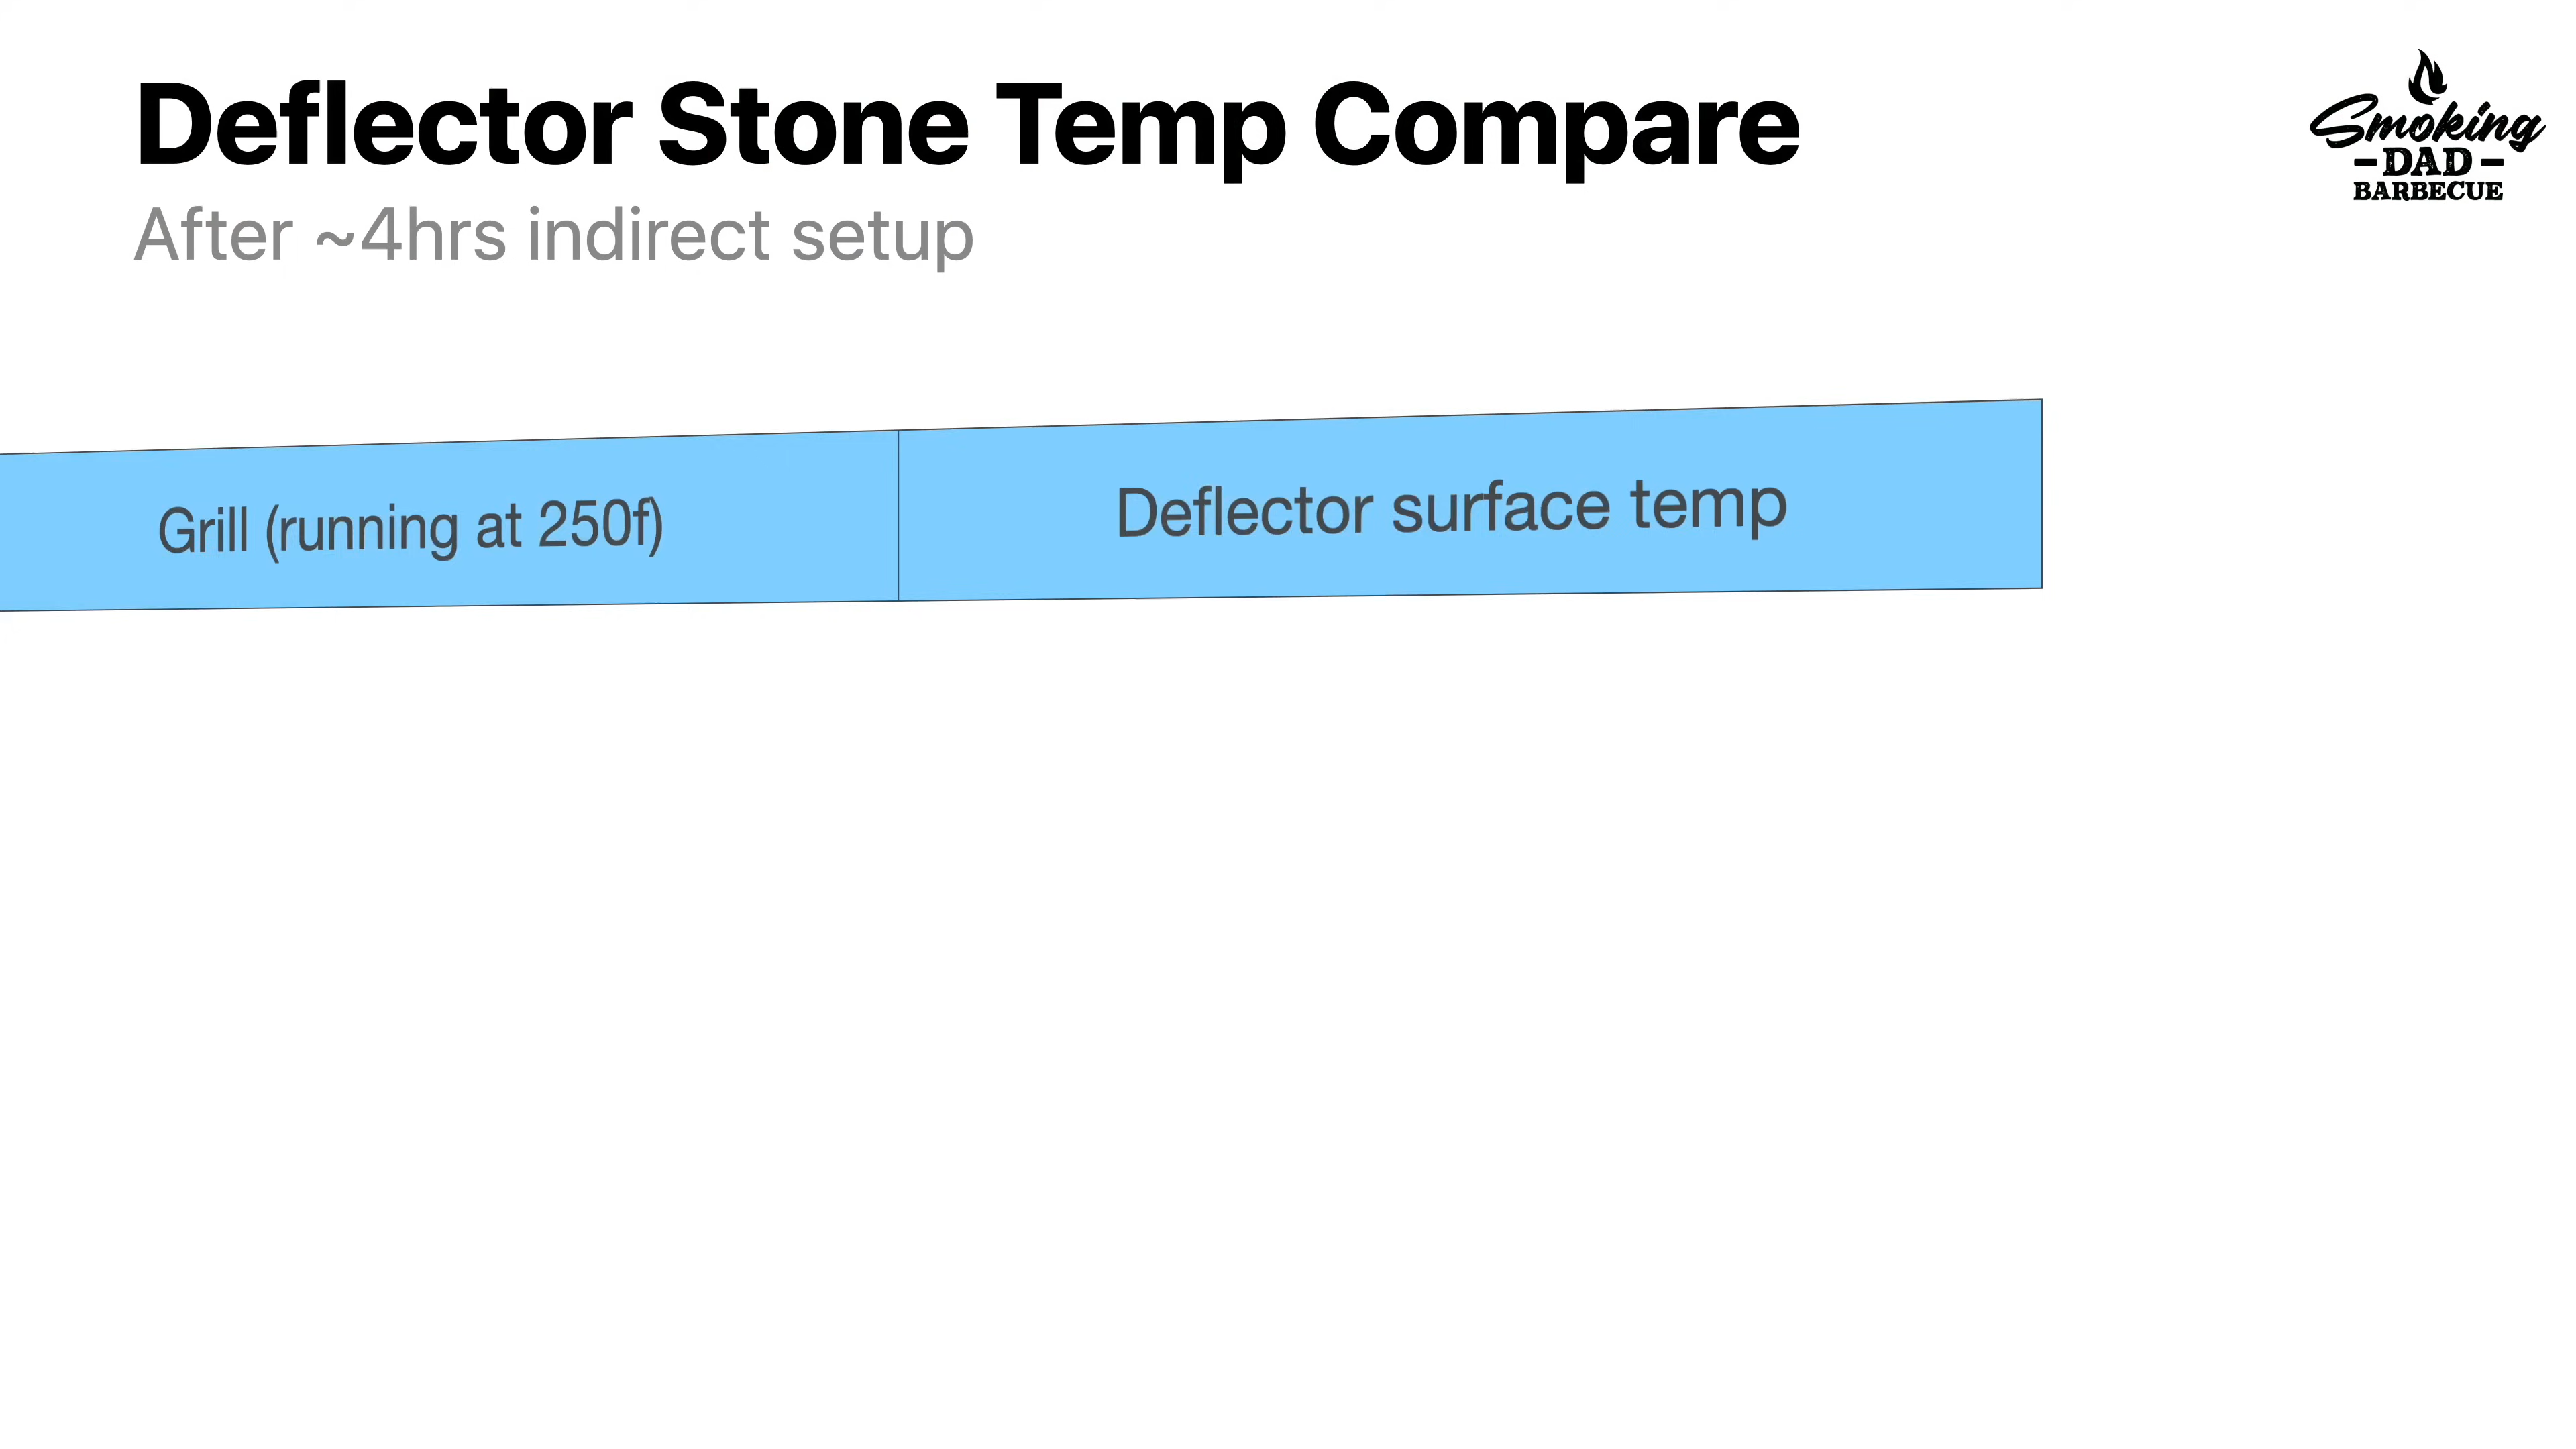 Deflector Stone Temp Compare
After ~4hrs indirect setup
Smoking
DAD
BARBECUE
Grill (running at 250f)
Deflector surface temp